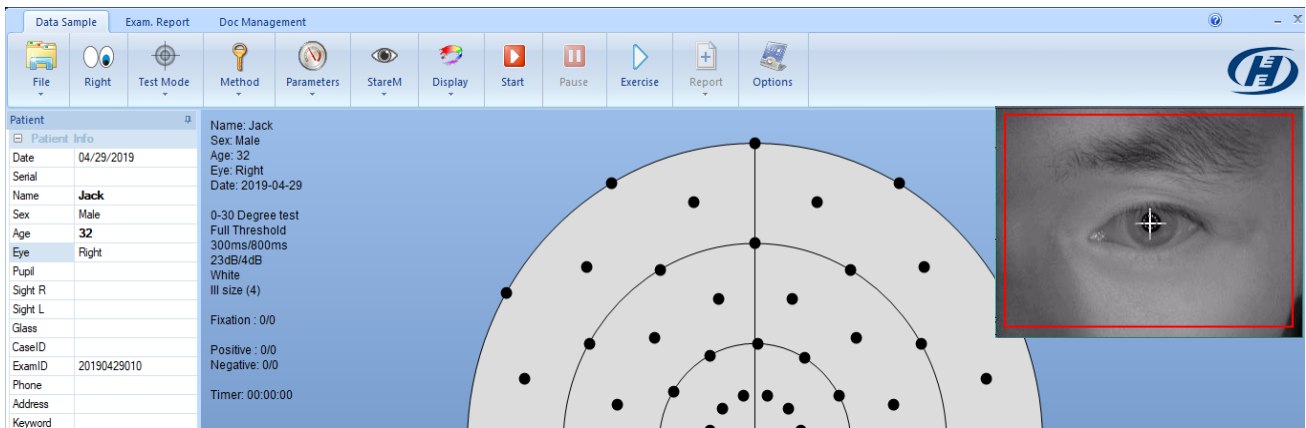 Data Sample Exam. Report Doc Management
File Right Test Mode Method Parameters StareM Display Start Pause Exercise Report Options
Patient
Patient Info
Date 04/29/2019
Serial
Name Jack
Sex Male
Age 32
Eye Right
Pupil
Sight R
Sight L
Glass
CaseID
ExamID 20190429010
Phone
Address
Keyword
Name: Jack
Sex: Male
Age: 32
Eye: Right
Date: 2019-04-29
0-30 Degree test
Full Threshold
300ms/800ms
23dB/4dB
White
III size (4)
Fixation : 0/0
Positive : 0/0
Negative: 0/0
Timer: 00:00:00